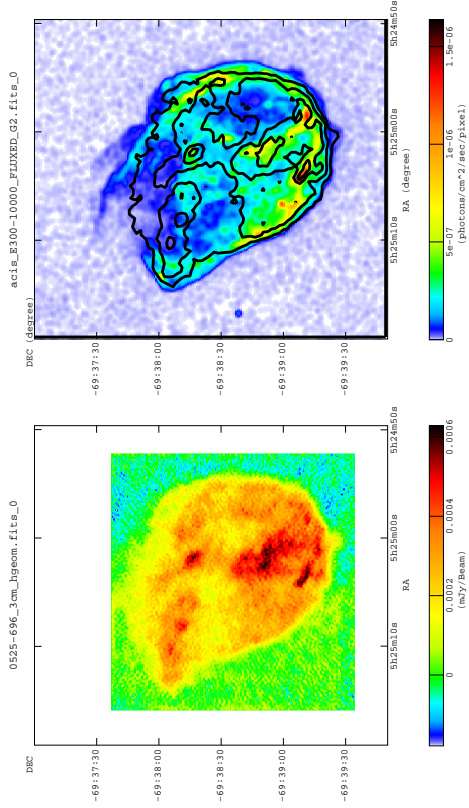 0525-696_3cm_hgeom.fits_0
DEC
-69:37:30
-69:38:00
-69:38:30
-69:39:00
-69:39:30
5h25m10s 5h25m00s 5h24m50s
RA
0 0.0002 0.0004 0.0006
(mJy/Beam)
acis_E300-10000_FLUXED_G2.fits_0
DEC (degree)
-69:37:30
-69:38:00
-69:38:30
-69:39:00
-69:39:30
5h25m10s 5h25m00s 5h24m50s
RA (degree)
0 5e-07 1e-06 1.5e-06
(photons/cm^2/sec/pixel)